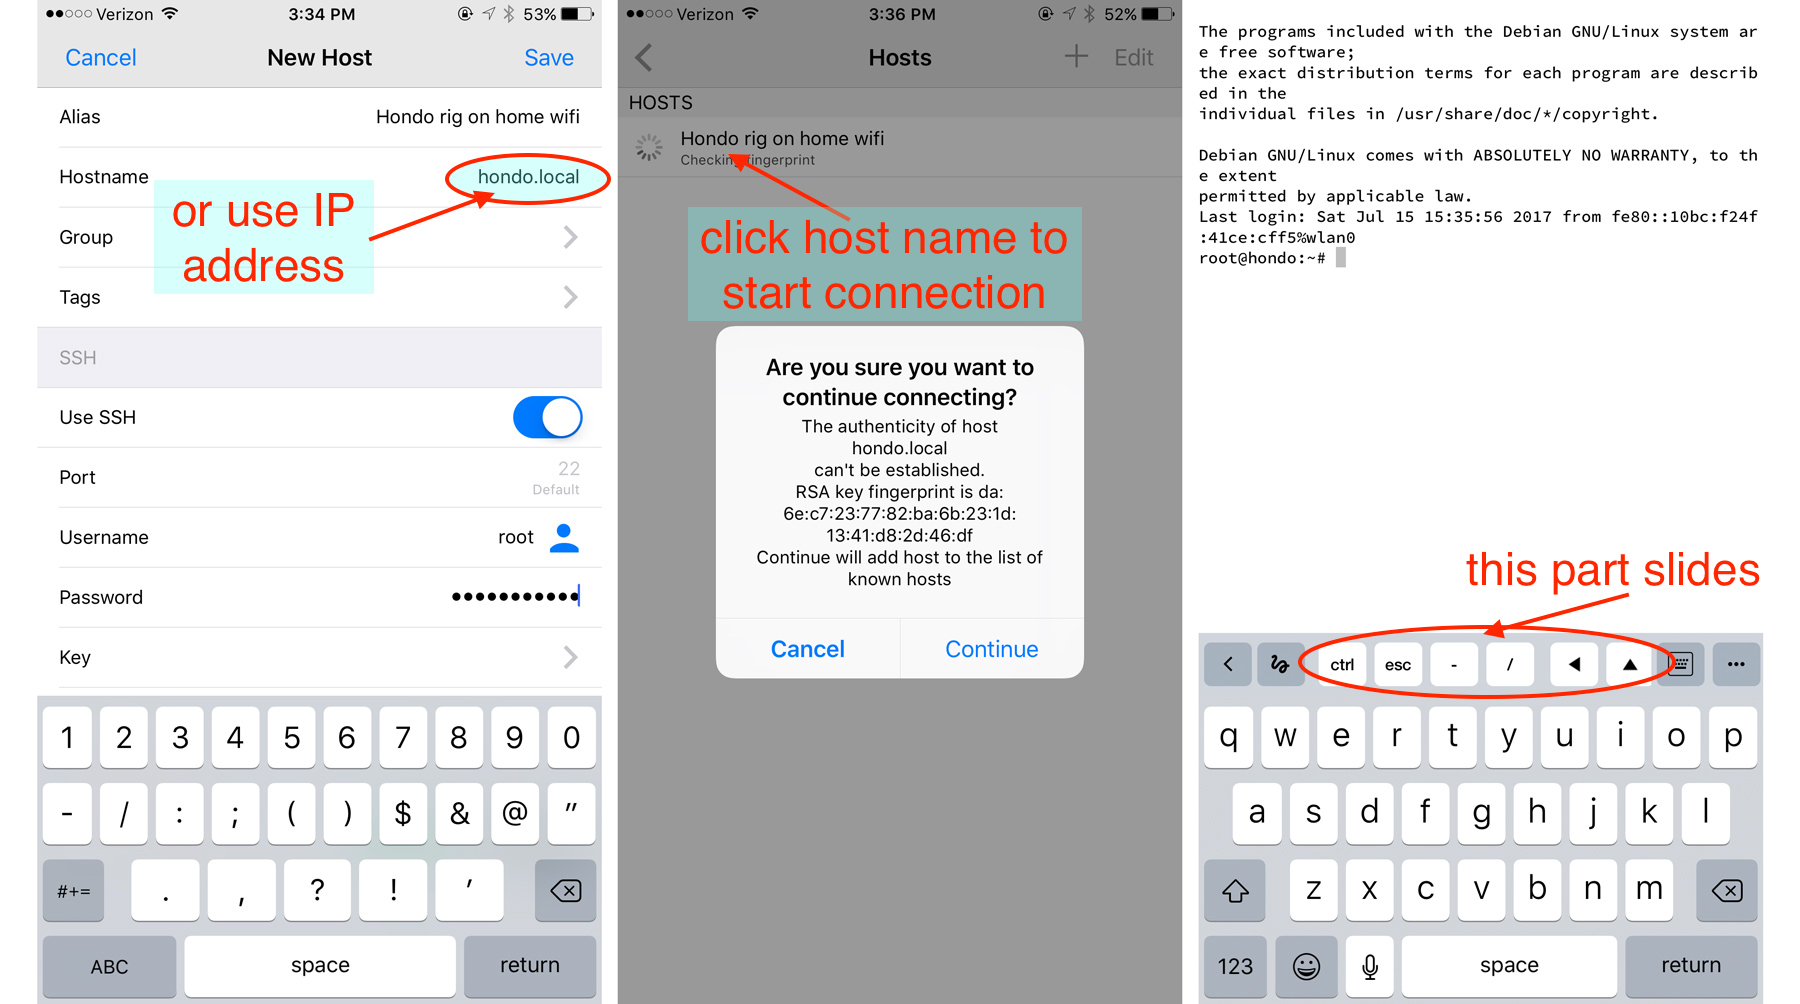 Verizon 3:34 PM 53%
Cancel New Host Save
Alias Hondo rig on home wifi
Hostname hondo.local
or use IP
address
Group
Tags
SSH
Use SSH
Port 22
Default
Username root
Password
Key
1 2 3 4 5 6 7 8 9 0
- / : ; ( ) $ & @ "
#+= . , ? ! '
ABC space return
Verizon 3:36 PM 52%
Hosts + Edit
HOSTS
Hondo rig on home wifi
Checking fingerprint
click host name to
start connection
Are you sure you want to
continue connecting?
The authenticity of host
hondo.local
can't be established.
RSA key fingerprint is da:
6e:c7:23:77:82:ba:6b:23:1d:
13:41:d8:2d:46:df
Continue will add host to the list of
known hosts
Cancel Continue
The programs included with the Debian GNU/Linux system ar
e free software;
the exact distribution terms for each program are describ
ed in the
individual files in /usr/share/doc/*/copyright.
Debian GNU/Linux comes with ABSOLUTELY NO WARRANTY, to th
e extent
permitted by applicable law.
Last login: Sat Jul 15 15:35:56 2017 from fe80::10bc:f24f
:41ce:cff5%wlan0
root@hondo:~#
this part slides
ctrl esc - /
q w e r t y u i o p
a s d f g h j k l
z x c v b n m
123 space return